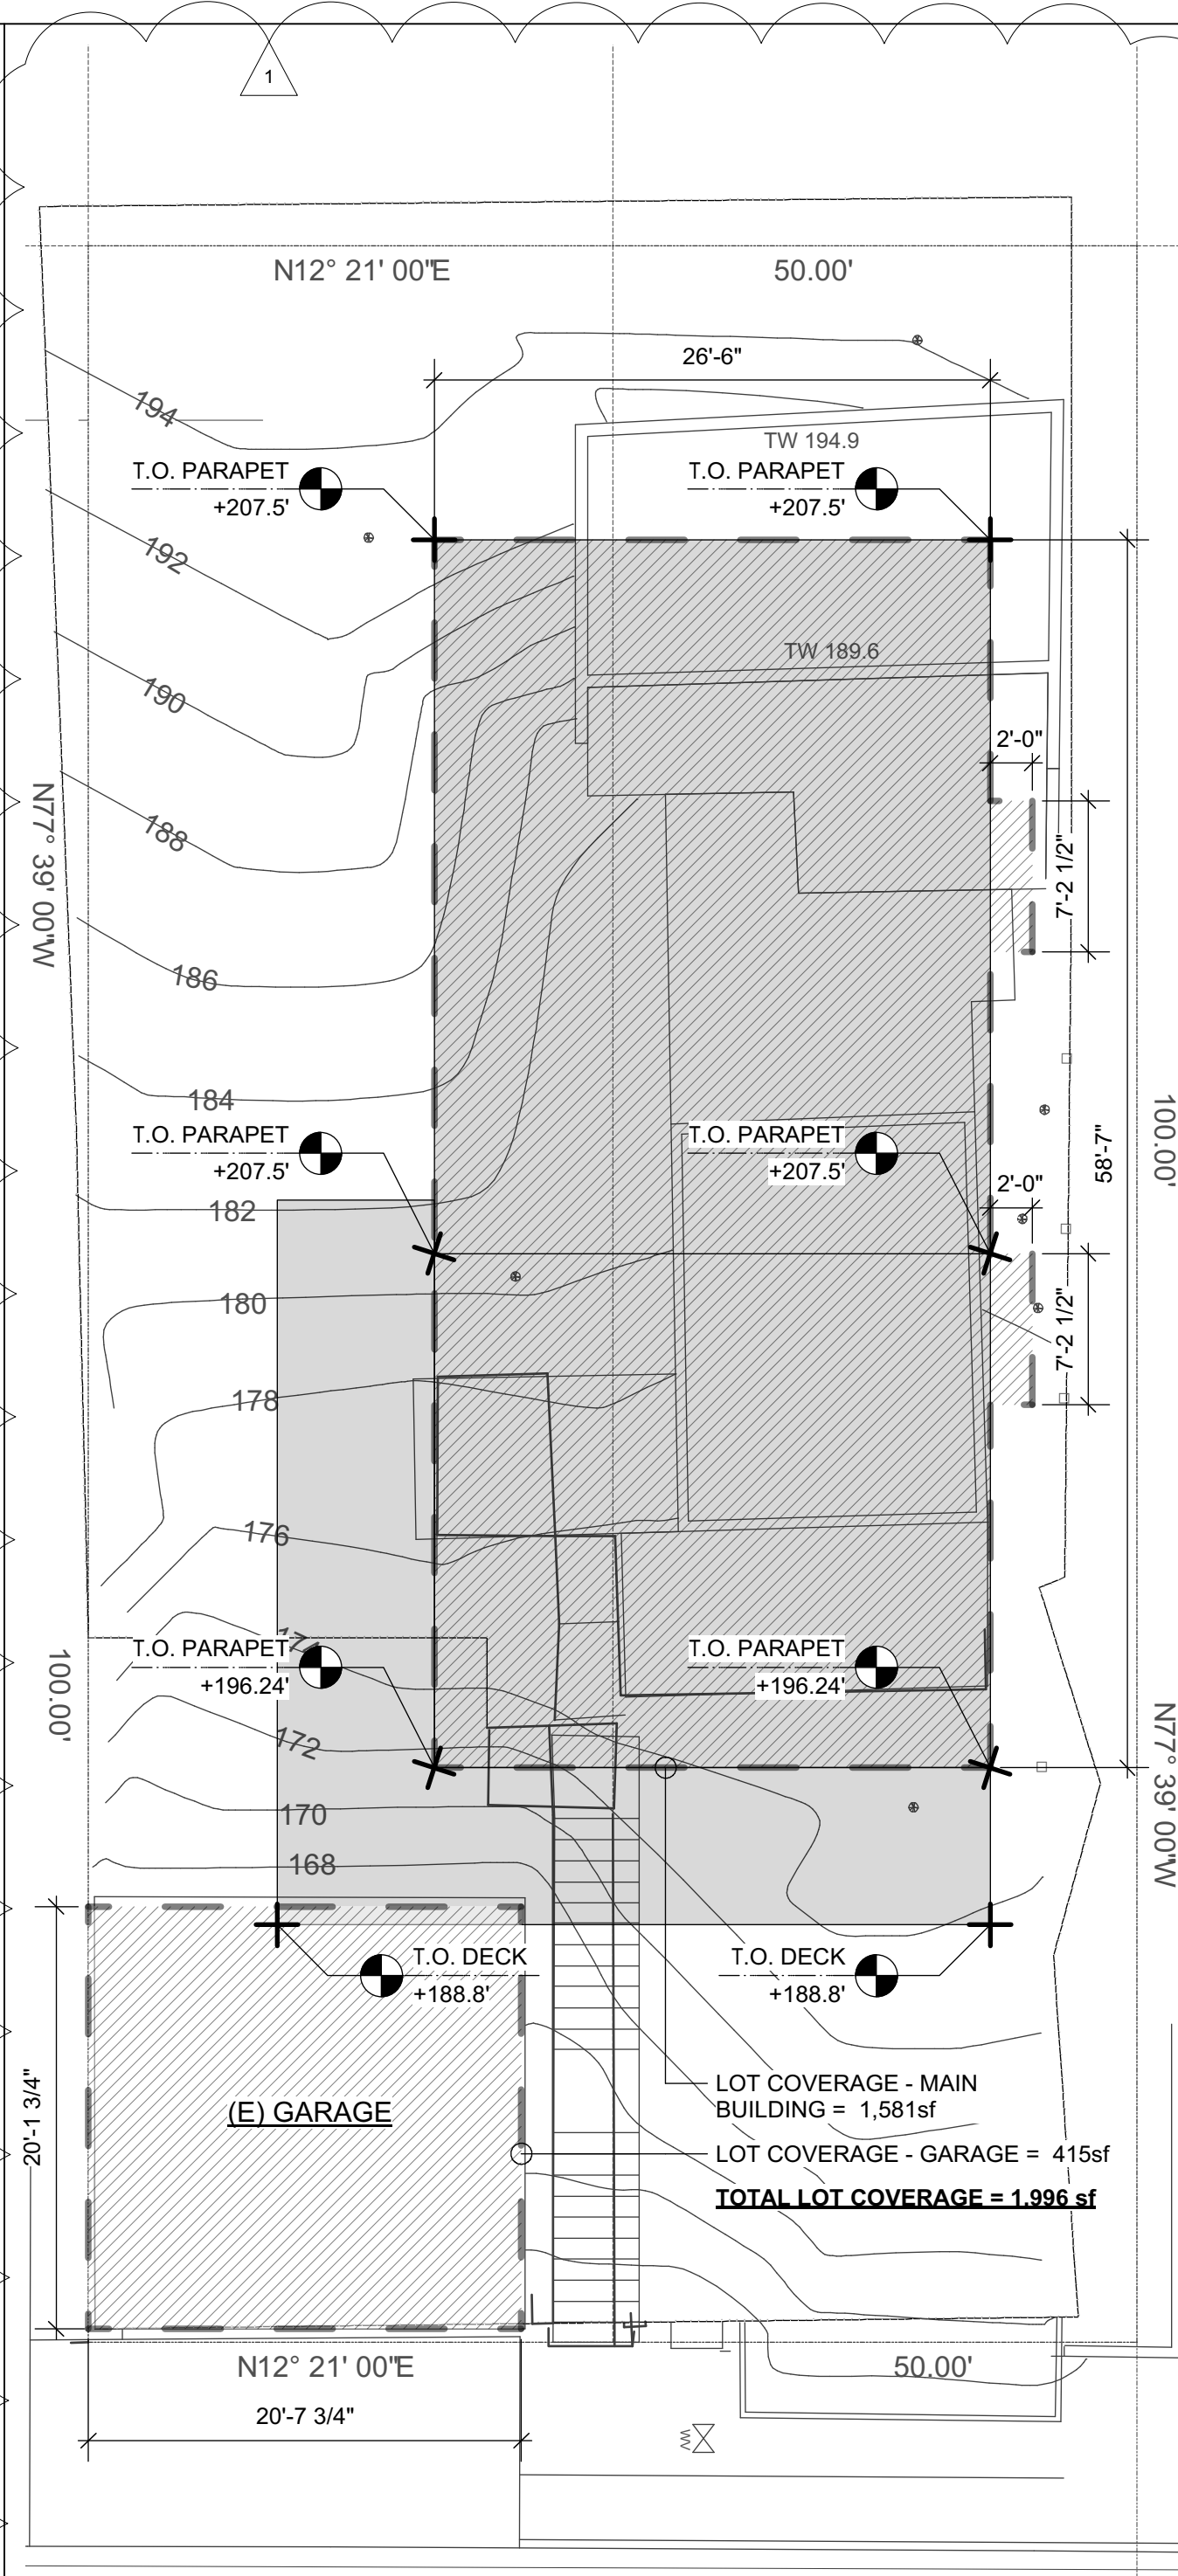 1
N12° 21' 00"E
50.00'
26'-6"
194
TW 194.9
T.O. PARAPET
+207.5'
T.O. PARAPET
+207.5'
192
TW 189.6
190
2'-0"
N77° 39' 00"W
188
7'-2 1/2"
186
184
100.00'
T.O. PARAPET
+207.5'
T.O. PARAPET
+207.5'
58'-7"
2'-0"
182
180
7'-2 1/2"
178
176
174
T.O. PARAPET
+196.24'
T.O. PARAPET
+196.24'
100.00'
172
N77° 39' 00"W
170
168
T.O. DECK
+188.8'
T.O. DECK
+188.8'
20'-1 3/4"
(E) GARAGE
LOT COVERAGE - MAIN
BUILDING = 1,581sf
LOT COVERAGE - GARAGE = 415sf
TOTAL LOT COVERAGE = 1.996 sf
N12° 21' 00"E
50.00'
20'-7 3/4"
W